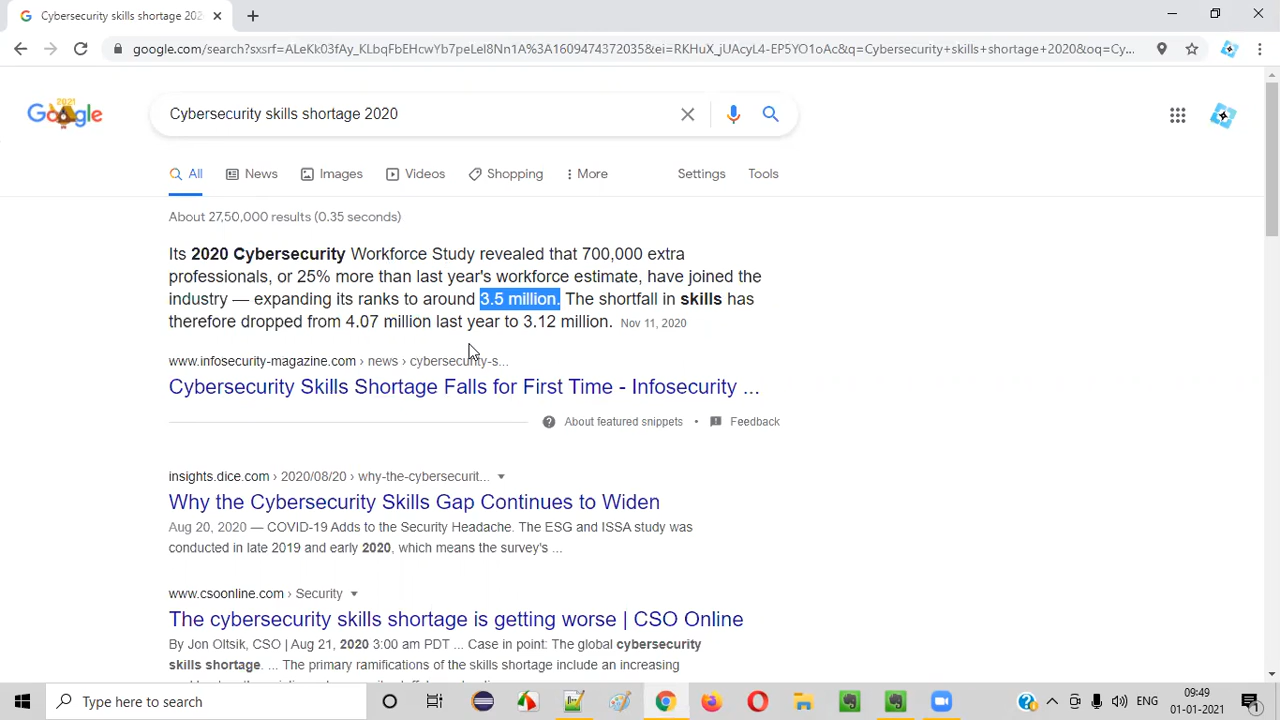 Cybersecurity skills shortage 202
google.com/search?sxsrf=ALeKk03fAy_KLbqFbEHcwYb7peLeI8Nn1A%3A1609474372035&ei=RKHuX_jUAcyL4-EP5YO1oAc&q=Cybersecurity+skills+shortage+2020&oq=Cy...
2021
Google
Cybersecurity skills shortage 2020
All News Images Videos Shopping More Settings Tools
About 27,50,000 results (0.35 seconds)
Its 2020 Cybersecurity Workforce Study revealed that 700,000 extra
professionals, or 25% more than last year's workforce estimate, have joined the
industry — expanding its ranks to around 3.5 million. The shortfall in skills has
therefore dropped from 4.07 million last year to 3.12 million. Nov 11, 2020
www.infosecurity-magazine.com › news › cybersecurity-s...
Cybersecurity Skills Shortage Falls for First Time - Infosecurity ...
About featured snippets • Feedback
insights.dice.com › 2020/08/20 › why-the-cybersecurit...
Why the Cybersecurity Skills Gap Continues to Widen
Aug 20, 2020 — COVID-19 Adds to the Security Headache. The ESG and ISSA study was
conducted in late 2019 and early 2020, which means the survey's ...
www.csoonline.com › Security
The cybersecurity skills shortage is getting worse | CSO Online
By Jon Oltsik, CSO | Aug 21, 2020 3:00 am PDT ... Case in point: The global cybersecurity
skills shortage. ... The primary ramifications of the skills shortage include an increasing
Type here to search
ENG
09:49
01-01-2021